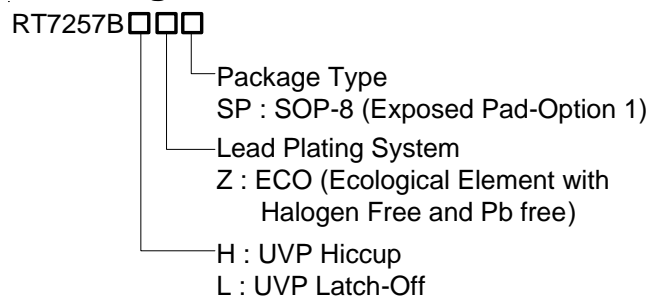 RT7257B□□□
Package Type
SP : SOP-8 (Exposed Pad-Option 1)
Lead Plating System
Z : ECO (Ecological Element with
Halogen Free and Pb free)
H : UVP Hiccup
L : UVP Latch-Off